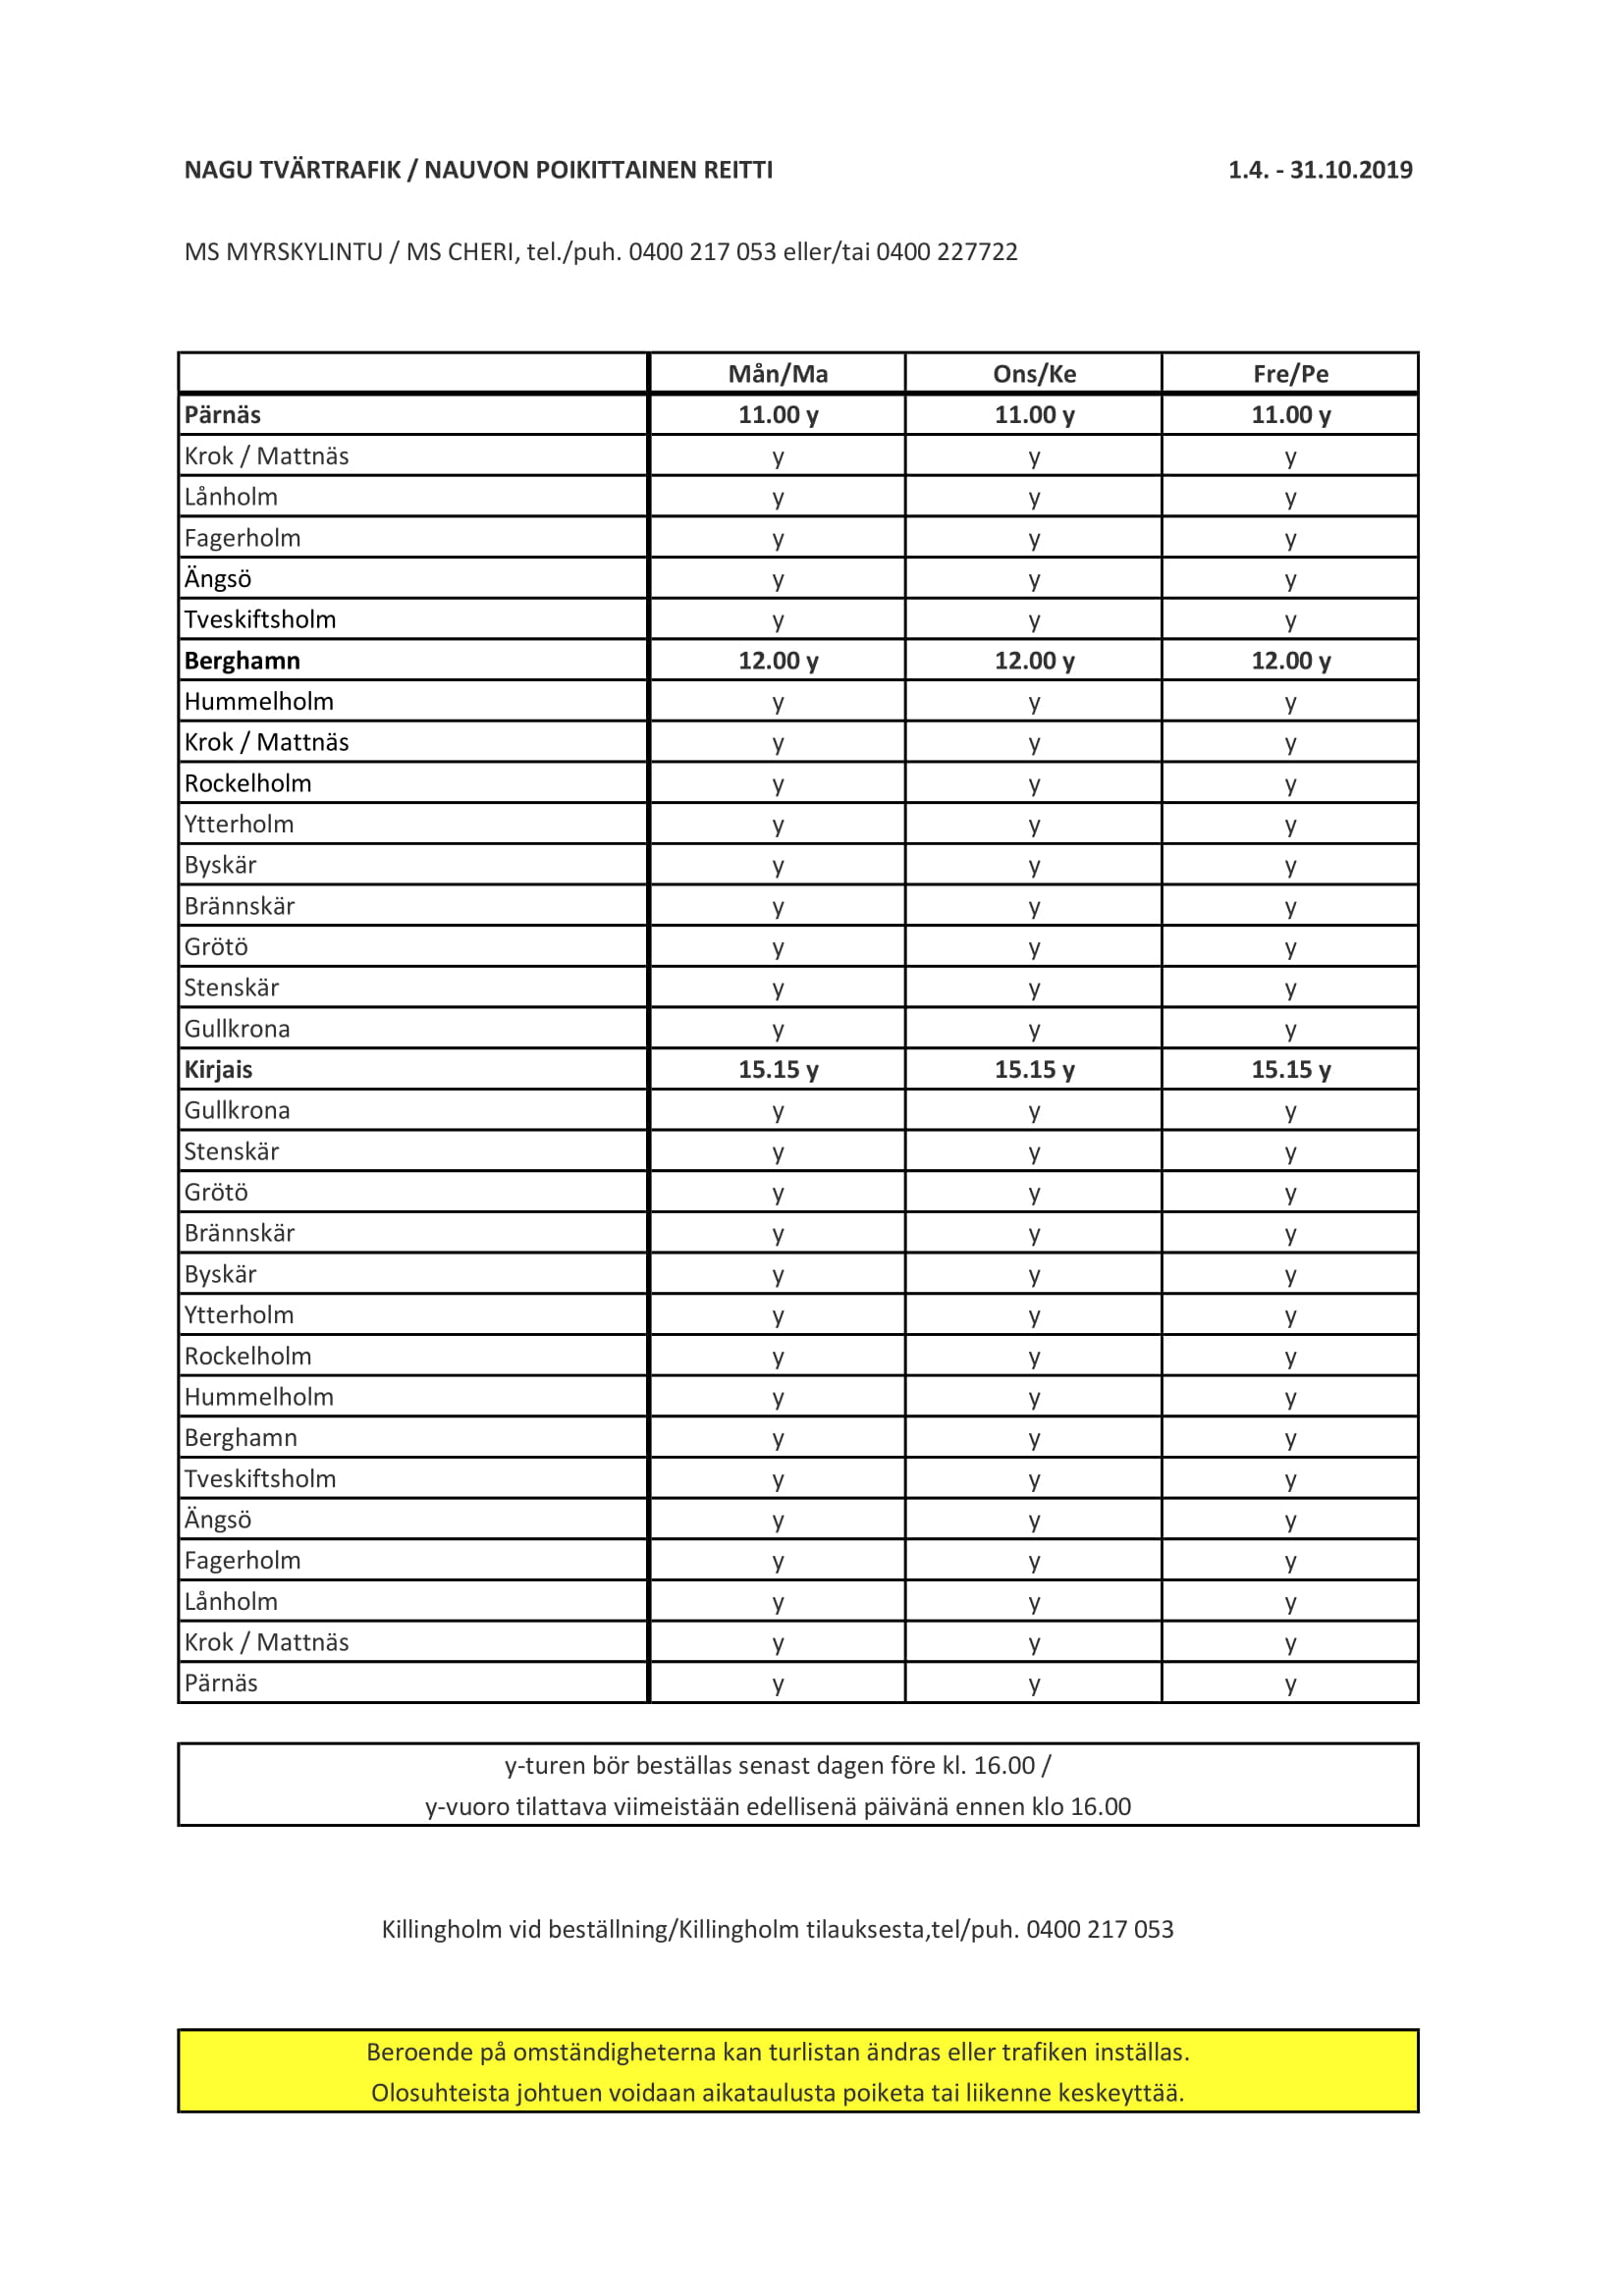 NAGU TVÄRTRAFIK / NAUVON POIKITTAINEN REITTI 1.4. - 31.10.2019
MS MYRSKYLINTU / MS CHERI, tel./puh. 0400 217 053 eller/tai 0400 227722
Mån/Ma Ons/Ke Fre/Pe
Pärnäs 11.00 y 11.00 y 11.00 y
Krok / Mattnäs y y y
Lånholm y y y
Fagerholm y y y
Ängsö y y y
Tveskiftsholm y y y
Berghamn 12.00 y 12.00 y 12.00 y
Hummelholm y y y
Krok / Mattnäs y y y
Rockelholm y y y
Ytterholm y y y
Byskär y y y
Brännskär y y y
Grötö y y y
Stenskär y y y
Gullkrona y y y
Kirjais 15.15 y 15.15 y 15.15 y
Gullkrona y y y
Stenskär y y y
Grötö y y y
Brännskär y y y
Byskär y y y
Ytterholm y y y
Rockelholm y y y
Hummelholm y y y
Berghamn y y y
Tveskiftsholm y y y
Ängsö y y y
Fagerholm y y y
Lånholm y y y
Krok / Mattnäs y y y
Pärnäs y y y
y-turen bör beställas senast dagen före kl. 16.00 /
y-vuoro tilattava viimeistään edellisenä päivänä ennen klo 16.00
Killingholm vid beställning/Killingholm tilauksesta,tel/puh. 0400 217 053
Beroende på omständigheterna kan turlistan ändras eller trafiken inställas.
Olosuhteista johtuen voidaan aikataulusta poiketa tai liikenne keskeyttää.